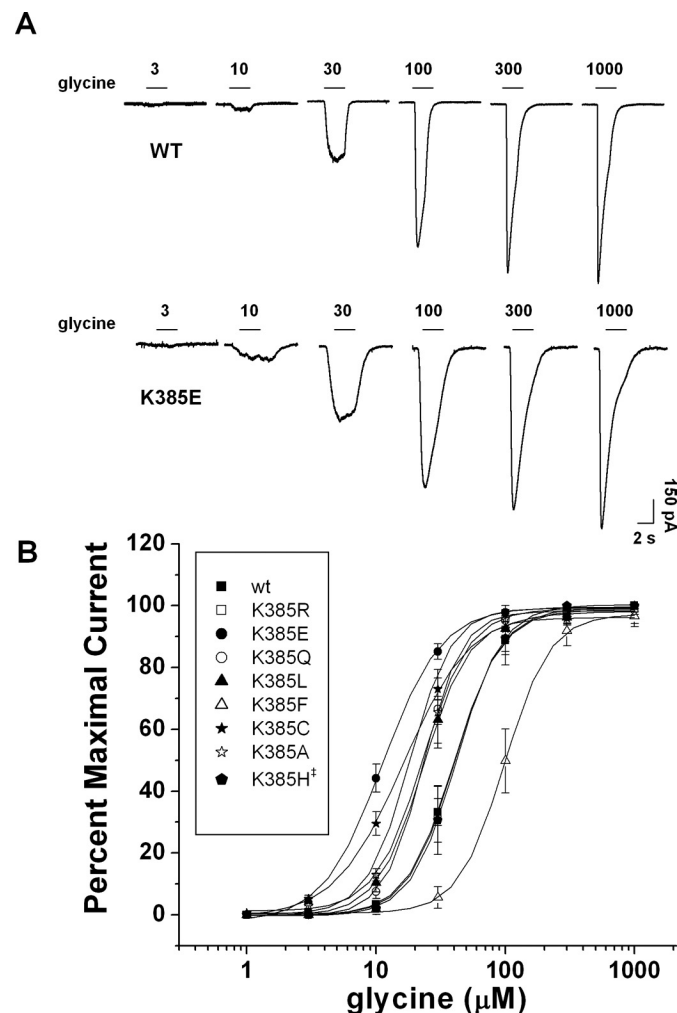 A
glycine 3 10 30 100 300 1000
WT
glycine 3 10 30 100 300 1000
K385E
150 pA
2 s
B
Percent Maximal Current
120
100
80
60
40
20
0
wt
K385R
K385E
K385Q
K385L
K385F
K385C
K385A
K385H‡
1 10 100 1000
glycine (µM)